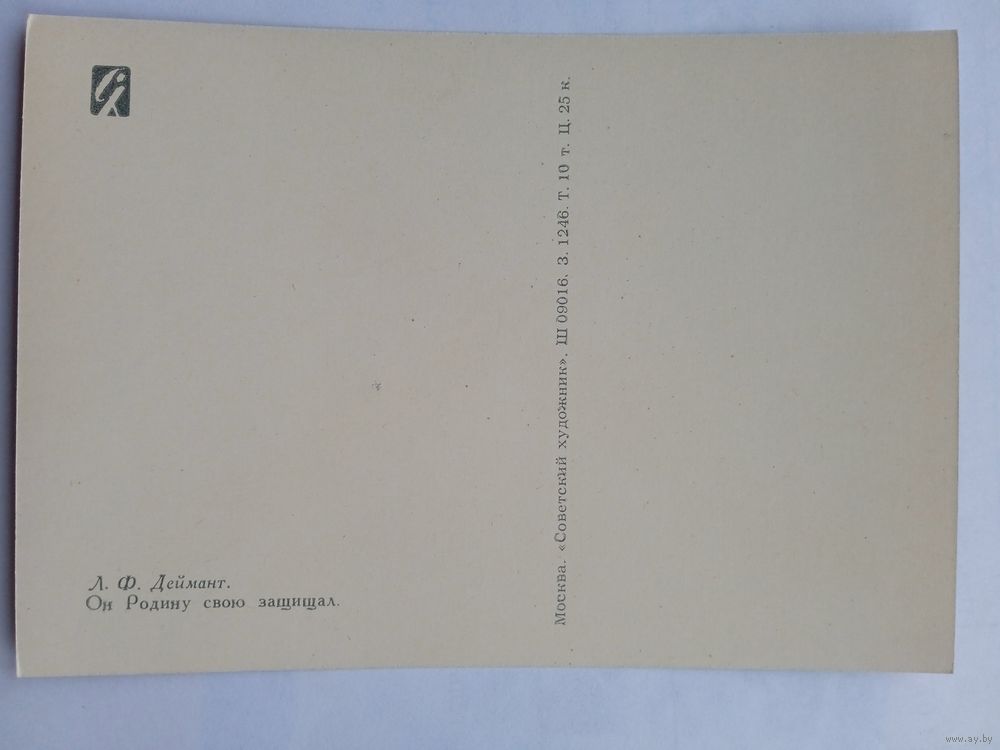 Л. Ф. Деймант.
Он Родину свою защищал.
Москва. «Советский художник». Ш 09016. З. 1246. Т. 10 т. Ц. 25 к.
www.ay.by